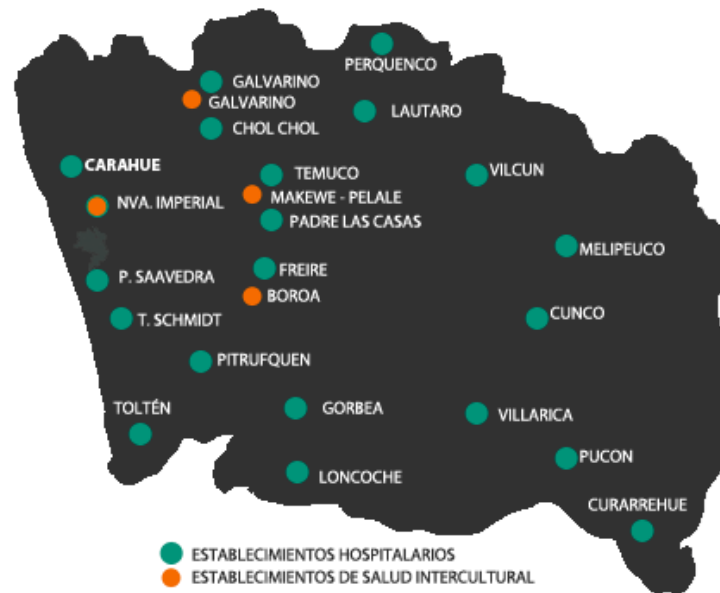 PERQUENCO
GALVARINO
GALVARINO
LAUTARO
CHOL CHOL
CARAHUE
TEMUCO
VILCUN
MAKEWE - PELALE
NVA. IMPERIAL
PADRE LAS CASAS
MELIPEUCO
P. SAAVEDRA
FREIRE
BOROA
T. SCHMIDT
CUNCO
PITRUFQUEN
TOLTÉN
GORBEA
VILLARICA
PUCON
LONCOCHE
CURARREHUE
ESTABLECIMIENTOS HOSPITALARIOS
ESTABLECIMIENTOS DE SALUD INTERCULTURAL